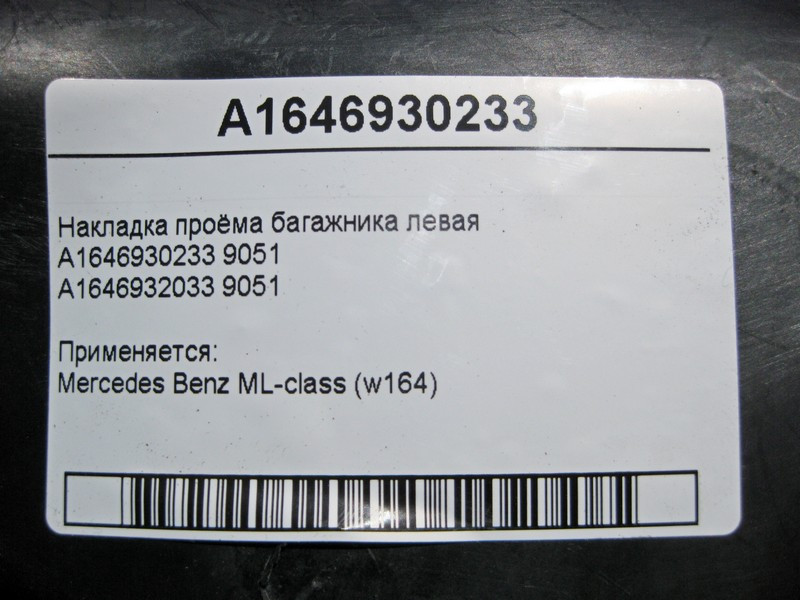 A1646930233
Накладка проёма багажника левая
A1646930233 9051
A1646932033 9051
Применяется:
Mercedes Benz ML-class (w164)